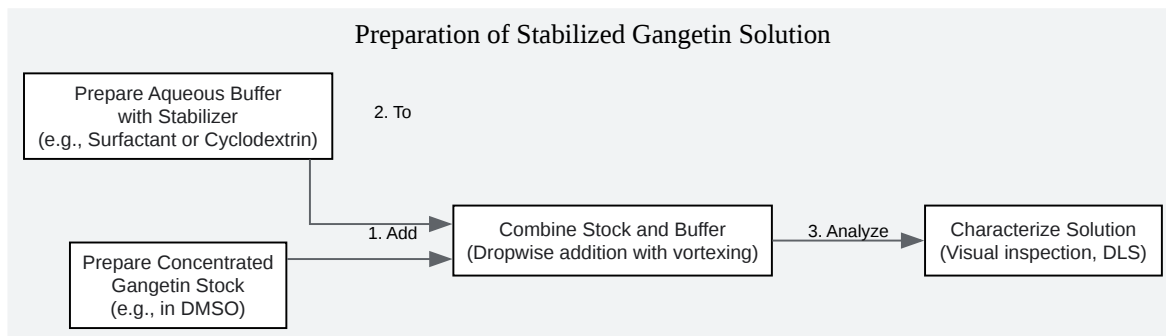 Preparation of Stabilized Gangetin Solution
Prepare Aqueous Buffer
with Stabilizer
(e.g., Surfactant or Cyclodextrin)
2. To
Prepare Concentrated
Gangetin Stock
(e.g., in DMSO)
1. Add
Combine Stock and Buffer
(Dropwise addition with vortexing)
3. Analyze
Characterize Solution
(Visual inspection, DLS)